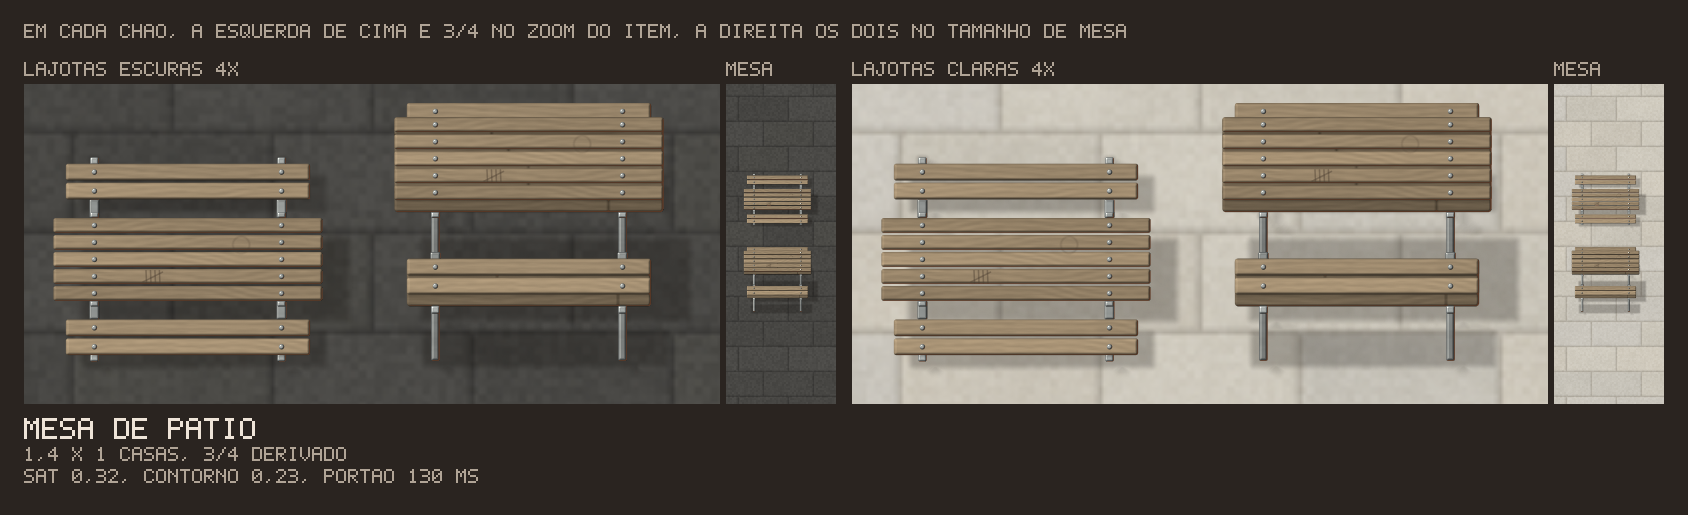 EM CADA CHAO, A ESQUERDA DE CIMA E 3/4 NO ZOOM DO ITEM, A DIREITA OS DOIS NO TAMANHO DE MESA
LAJOTAS ESCURAS 4X
MESA
LAJOTAS CLARAS 4X
MESA
MESA DE PATIO
1,4 X 1 CASAS, 3/4 DERIVADO
SAT 0,32, CONTORNO 0,23, PORTAO 130 MS